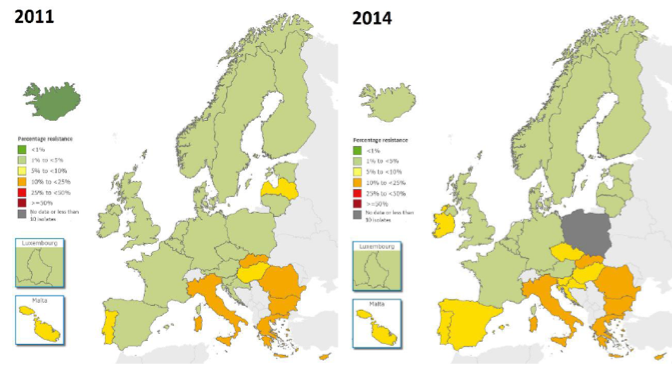 2011
Percentage resistance
<1%
1% to <5%
5% to <10%
10% to <25%
25% to <50%
>=50%
No data or less than
10 isolates
Luxembourg
Malta
2014
Percentage resistance
<1%
1% to <5%
5% to <10%
10% to <25%
25% to <50%
>=50%
No data or less than
10 isolates
Luxembourg
Malta